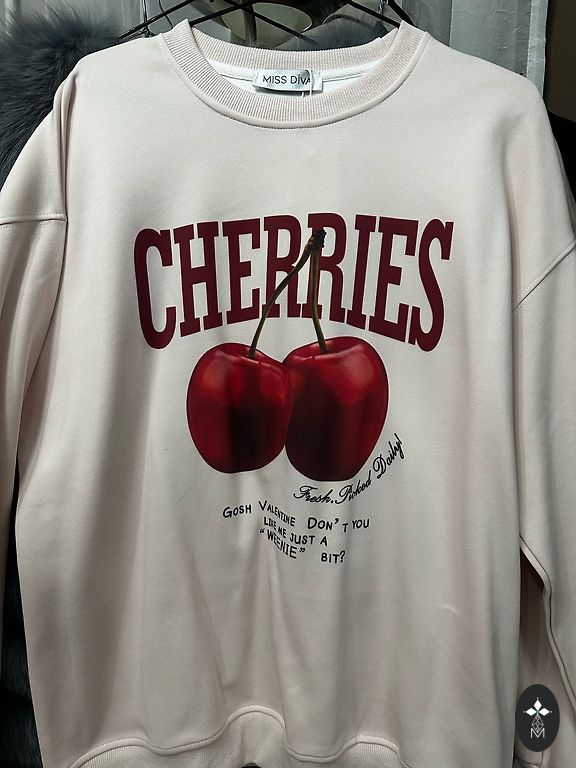 MISS DIVA
CHERRIES
Fresh. Picked Daily!
GOSH VALENTINE DON'T YOU
LIKE ME JUST A
"WEENIE" BIT?
M